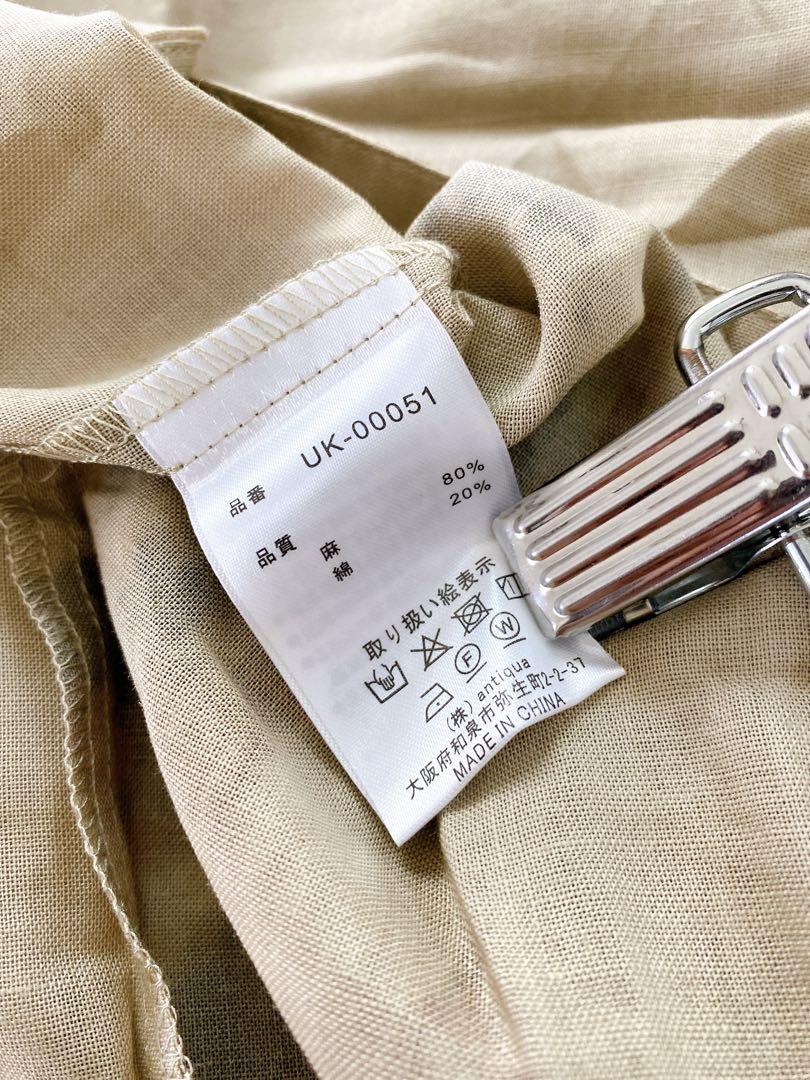 品番 UK-00051
品質 麻 80%
綿 20%
取り扱い絵表示
F W
(株) antiqua
大阪府和泉市弥生町2-2-37
MADE IN CHINA